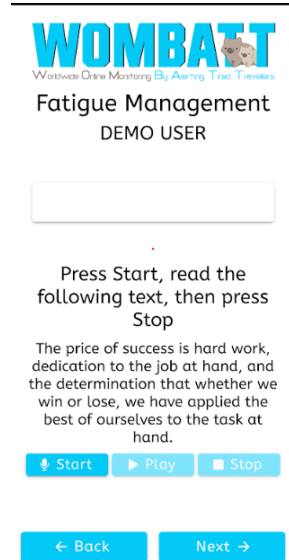 WOMBATT
Worldwide Online Monitoring By Alerting Tired Travellers
Fatigue Management
DEMO USER
Press Start, read the
following text, then press
Stop
The price of success is hard work,
dedication to the job at hand, and
the determination that whether we
win or lose, we have applied the
best of ourselves to the task at
hand.
Start Play Stop
← Back Next →